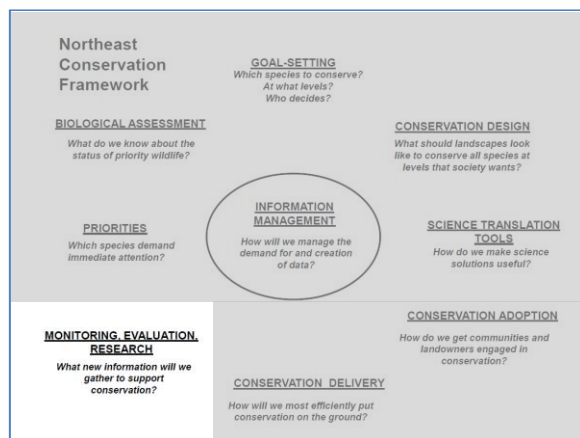 Northeast
Conservation
Framework
GOAL-SETTING
Which species to conserve?
At what levels?
Who decides?
BIOLOGICAL ASSESSMENT
What do we know about the
status of priority wildlife?
CONSERVATION DESIGN
What should landscapes look
like to conserve all species at
levels that society wants?
INFORMATION
MANAGEMENT
How will we manage the
demand for and creation
of data?
PRIORITIES
Which species demand
immediate attention?
SCIENCE TRANSLATION
TOOLS
How do we make science
solutions useful?
MONITORING, EVALUATION,
RESEARCH
What new information will we
gather to support
conservation?
CONSERVATION ADOPTION
How do we get communities and
landowners engaged in
conservation?
CONSERVATION DELIVERY
How will we most efficiently put
conservation on the ground?